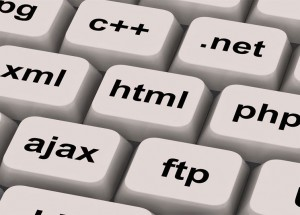 pg
c++
.net
xml
html
php
ajax
ftp